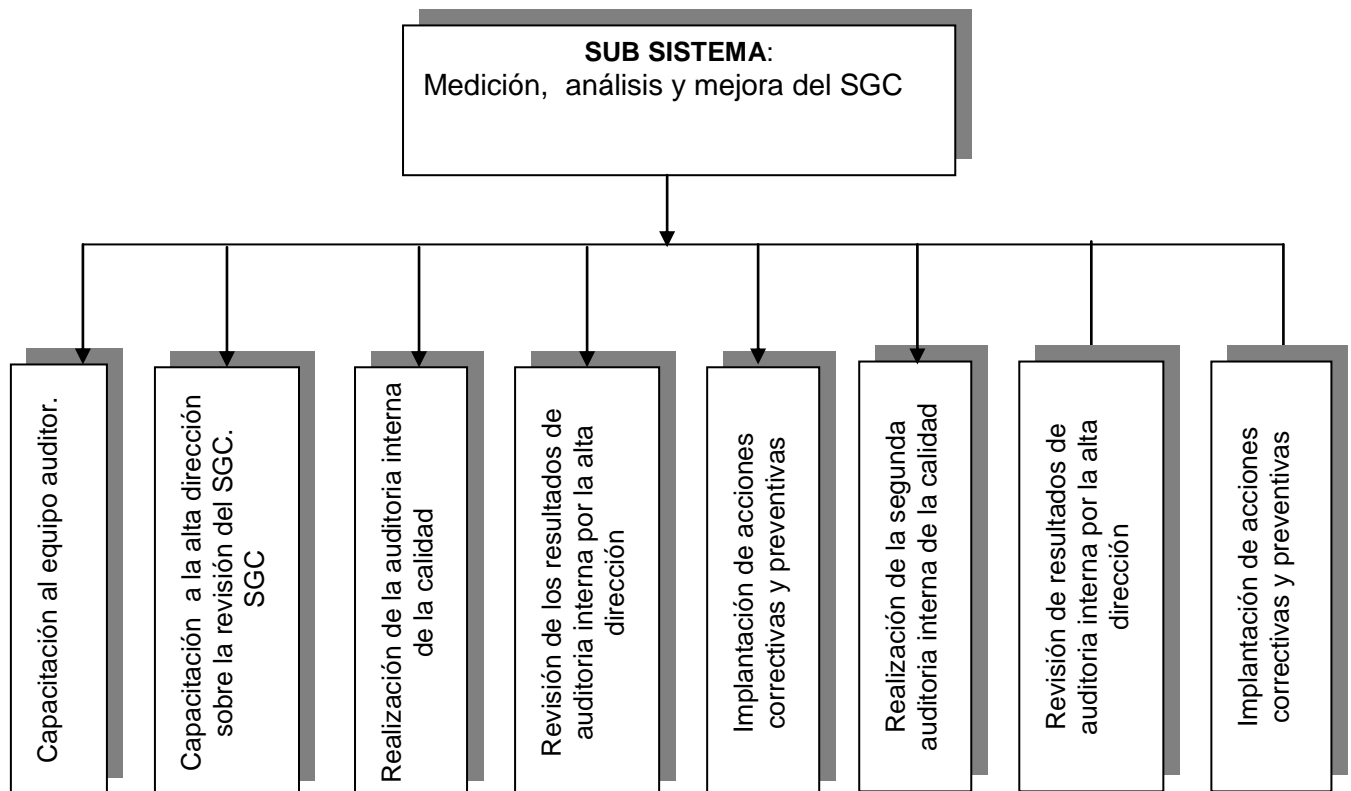 SUB SISTEMA:
Medición, análisis y mejora del SGC
Capacitación al equipo auditor.
Capacitación a la alta dirección
sobre la revisión del SGC.
SGC
Realización de la auditoria interna
de la calidad
Revisión de los resultados de
auditoria interna por la alta
dirección
Implantación de acciones
correctivas y preventivas
Realización de la segunda
auditoria interna de la calidad
Revisión de resultados de
auditoria interna por la alta
dirección
Implantación de acciones
correctivas y preventivas